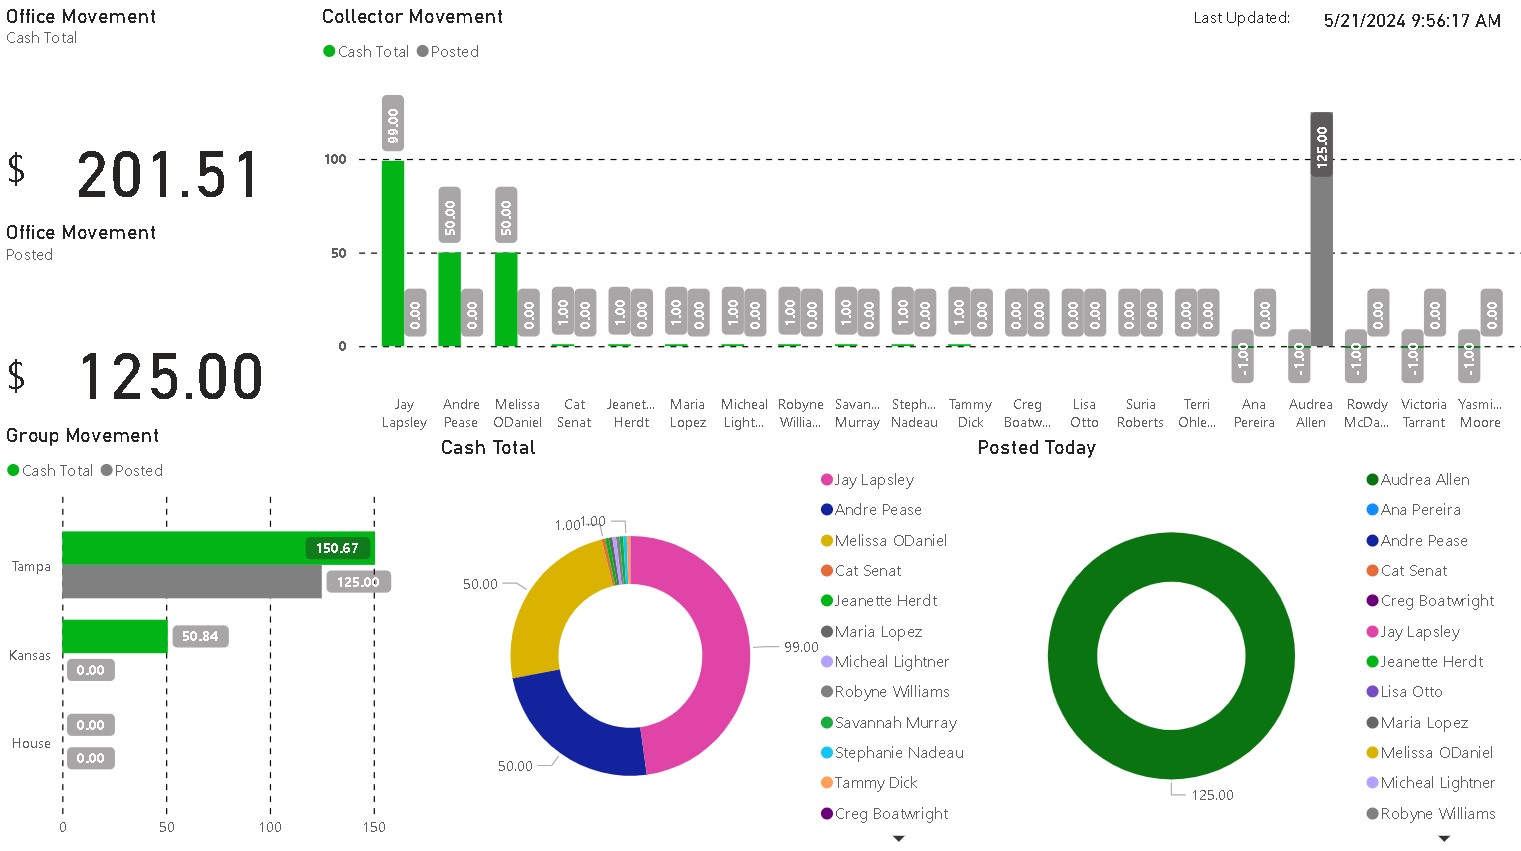 Office Movement
Cash Total
$ 201.51
Office Movement
Posted
$ 125.00
Collector Movement
Cash Total Posted
Last Updated: 5/21/2024 9:56:17 AM
100
50
0
99.00 0.00 50.00 0.00 50.00 0.00 1.00 0.00 1.00 0.00 1.00 0.00 1.00 0.00 1.00 0.00 1.00 0.00 1.00 0.00 1.00 0.00 0.00 0.00 0.00 0.00 0.00 0.00 0.00 0.00 -1.00 0.00 -1.00 125.00 -1.00 0.00 -1.00 0.00 -1.00 0.00
Jay Lapsley
Andre Pease
Melissa ODaniel
Cat Senat
Jeanet... Herdt
Maria Lopez
Micheal Light...
Robyne Willia...
Savan... Murray
Steph... Nadeau
Tammy Dick
Creg Boatw...
Lisa Otto
Suria Roberts
Terri Ohle...
Ana Pereira
Audrea Allen
Rowdy McDa...
Victoria Tarrant
Yasmi... Moore
Group Movement
Cash Total Posted
Tampa
150.67
125.00
Kansas
50.84
0.00
House
0.00
0.00
0 50 100 150
Cash Total
1.00 1.00
50.00
99.00
50.00
Jay Lapsley
Andre Pease
Melissa ODaniel
Cat Senat
Jeanette Herdt
Maria Lopez
Micheal Lightner
Robyne Williams
Savannah Murray
Stephanie Nadeau
Tammy Dick
Creg Boatwright
Posted Today
125.00
Audrea Allen
Ana Pereira
Andre Pease
Cat Senat
Creg Boatwright
Jay Lapsley
Jeanette Herdt
Lisa Otto
Maria Lopez
Melissa ODaniel
Micheal Lightner
Robyne Williams